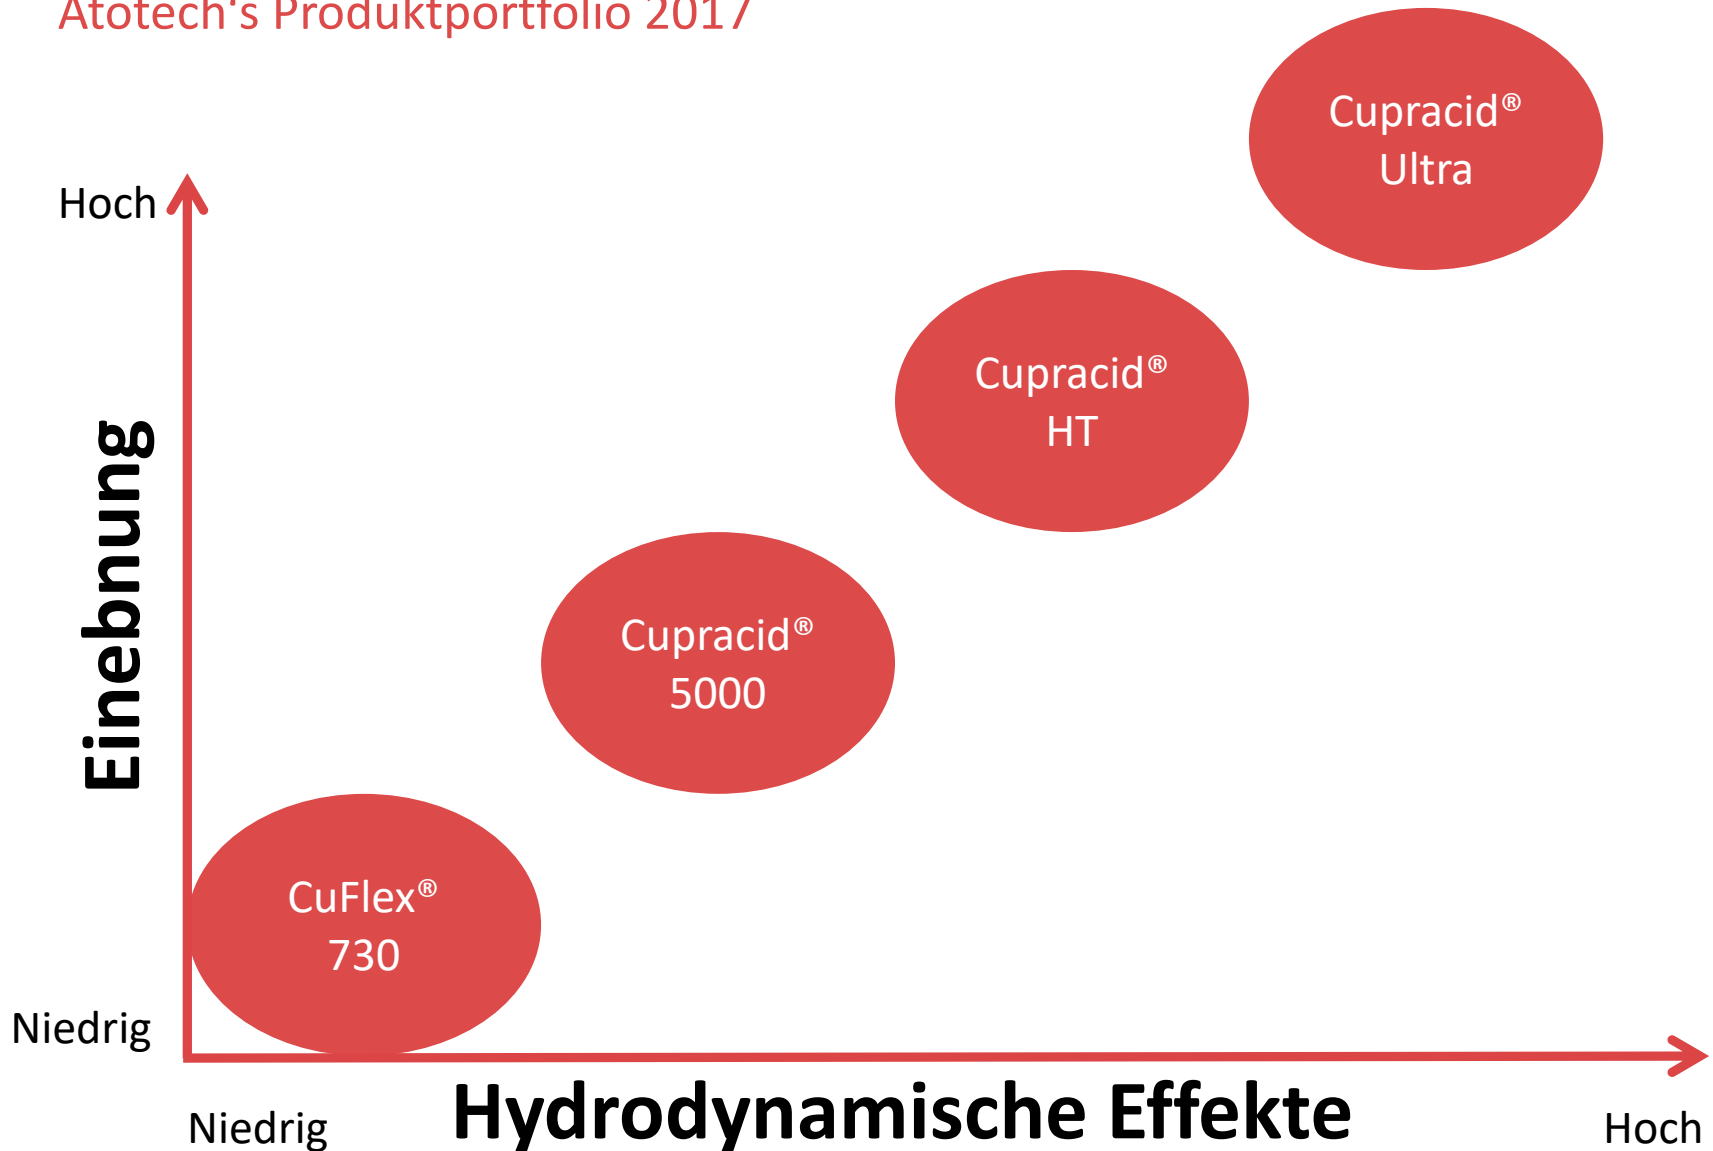 Atotech‘s Produktportfolio 2017
Cupracid®
Ultra
Hoch
Cupracid®
HT
Einebnung
Cupracid®
5000
CuFlex®
730
Niedrig
Hydrodynamische Effekte
Niedrig
Hoch